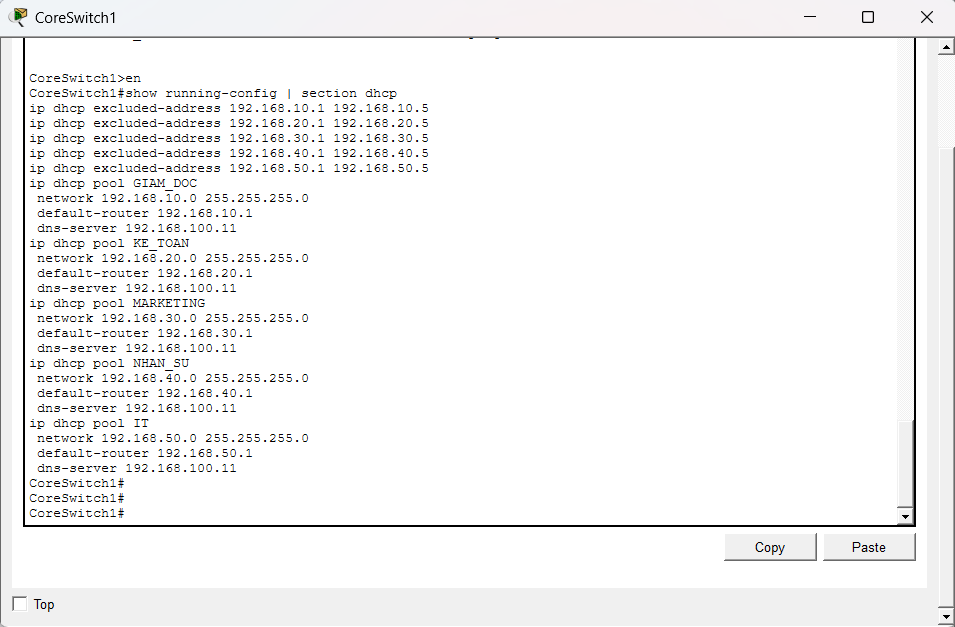 CoreSwitch1
CoreSwitch1>en
CoreSwitch1#show running-config | section dhcp
ip dhcp excluded-address 192.168.10.1 192.168.10.5
ip dhcp excluded-address 192.168.20.1 192.168.20.5
ip dhcp excluded-address 192.168.30.1 192.168.30.5
ip dhcp excluded-address 192.168.40.1 192.168.40.5
ip dhcp excluded-address 192.168.50.1 192.168.50.5
ip dhcp pool GIAM_DOC
 network 192.168.10.0 255.255.255.0
 default-router 192.168.10.1
 dns-server 192.168.100.11
ip dhcp pool KE_TOAN
 network 192.168.20.0 255.255.255.0
 default-router 192.168.20.1
 dns-server 192.168.100.11
ip dhcp pool MARKETING
 network 192.168.30.0 255.255.255.0
 default-router 192.168.30.1
 dns-server 192.168.100.11
ip dhcp pool NHAN_SU
 network 192.168.40.0 255.255.255.0
 default-router 192.168.40.1
 dns-server 192.168.100.11
ip dhcp pool IT
 network 192.168.50.0 255.255.255.0
 default-router 192.168.50.1
 dns-server 192.168.100.11
CoreSwitch1#
CoreSwitch1#
CoreSwitch1#
Copy Paste
Top